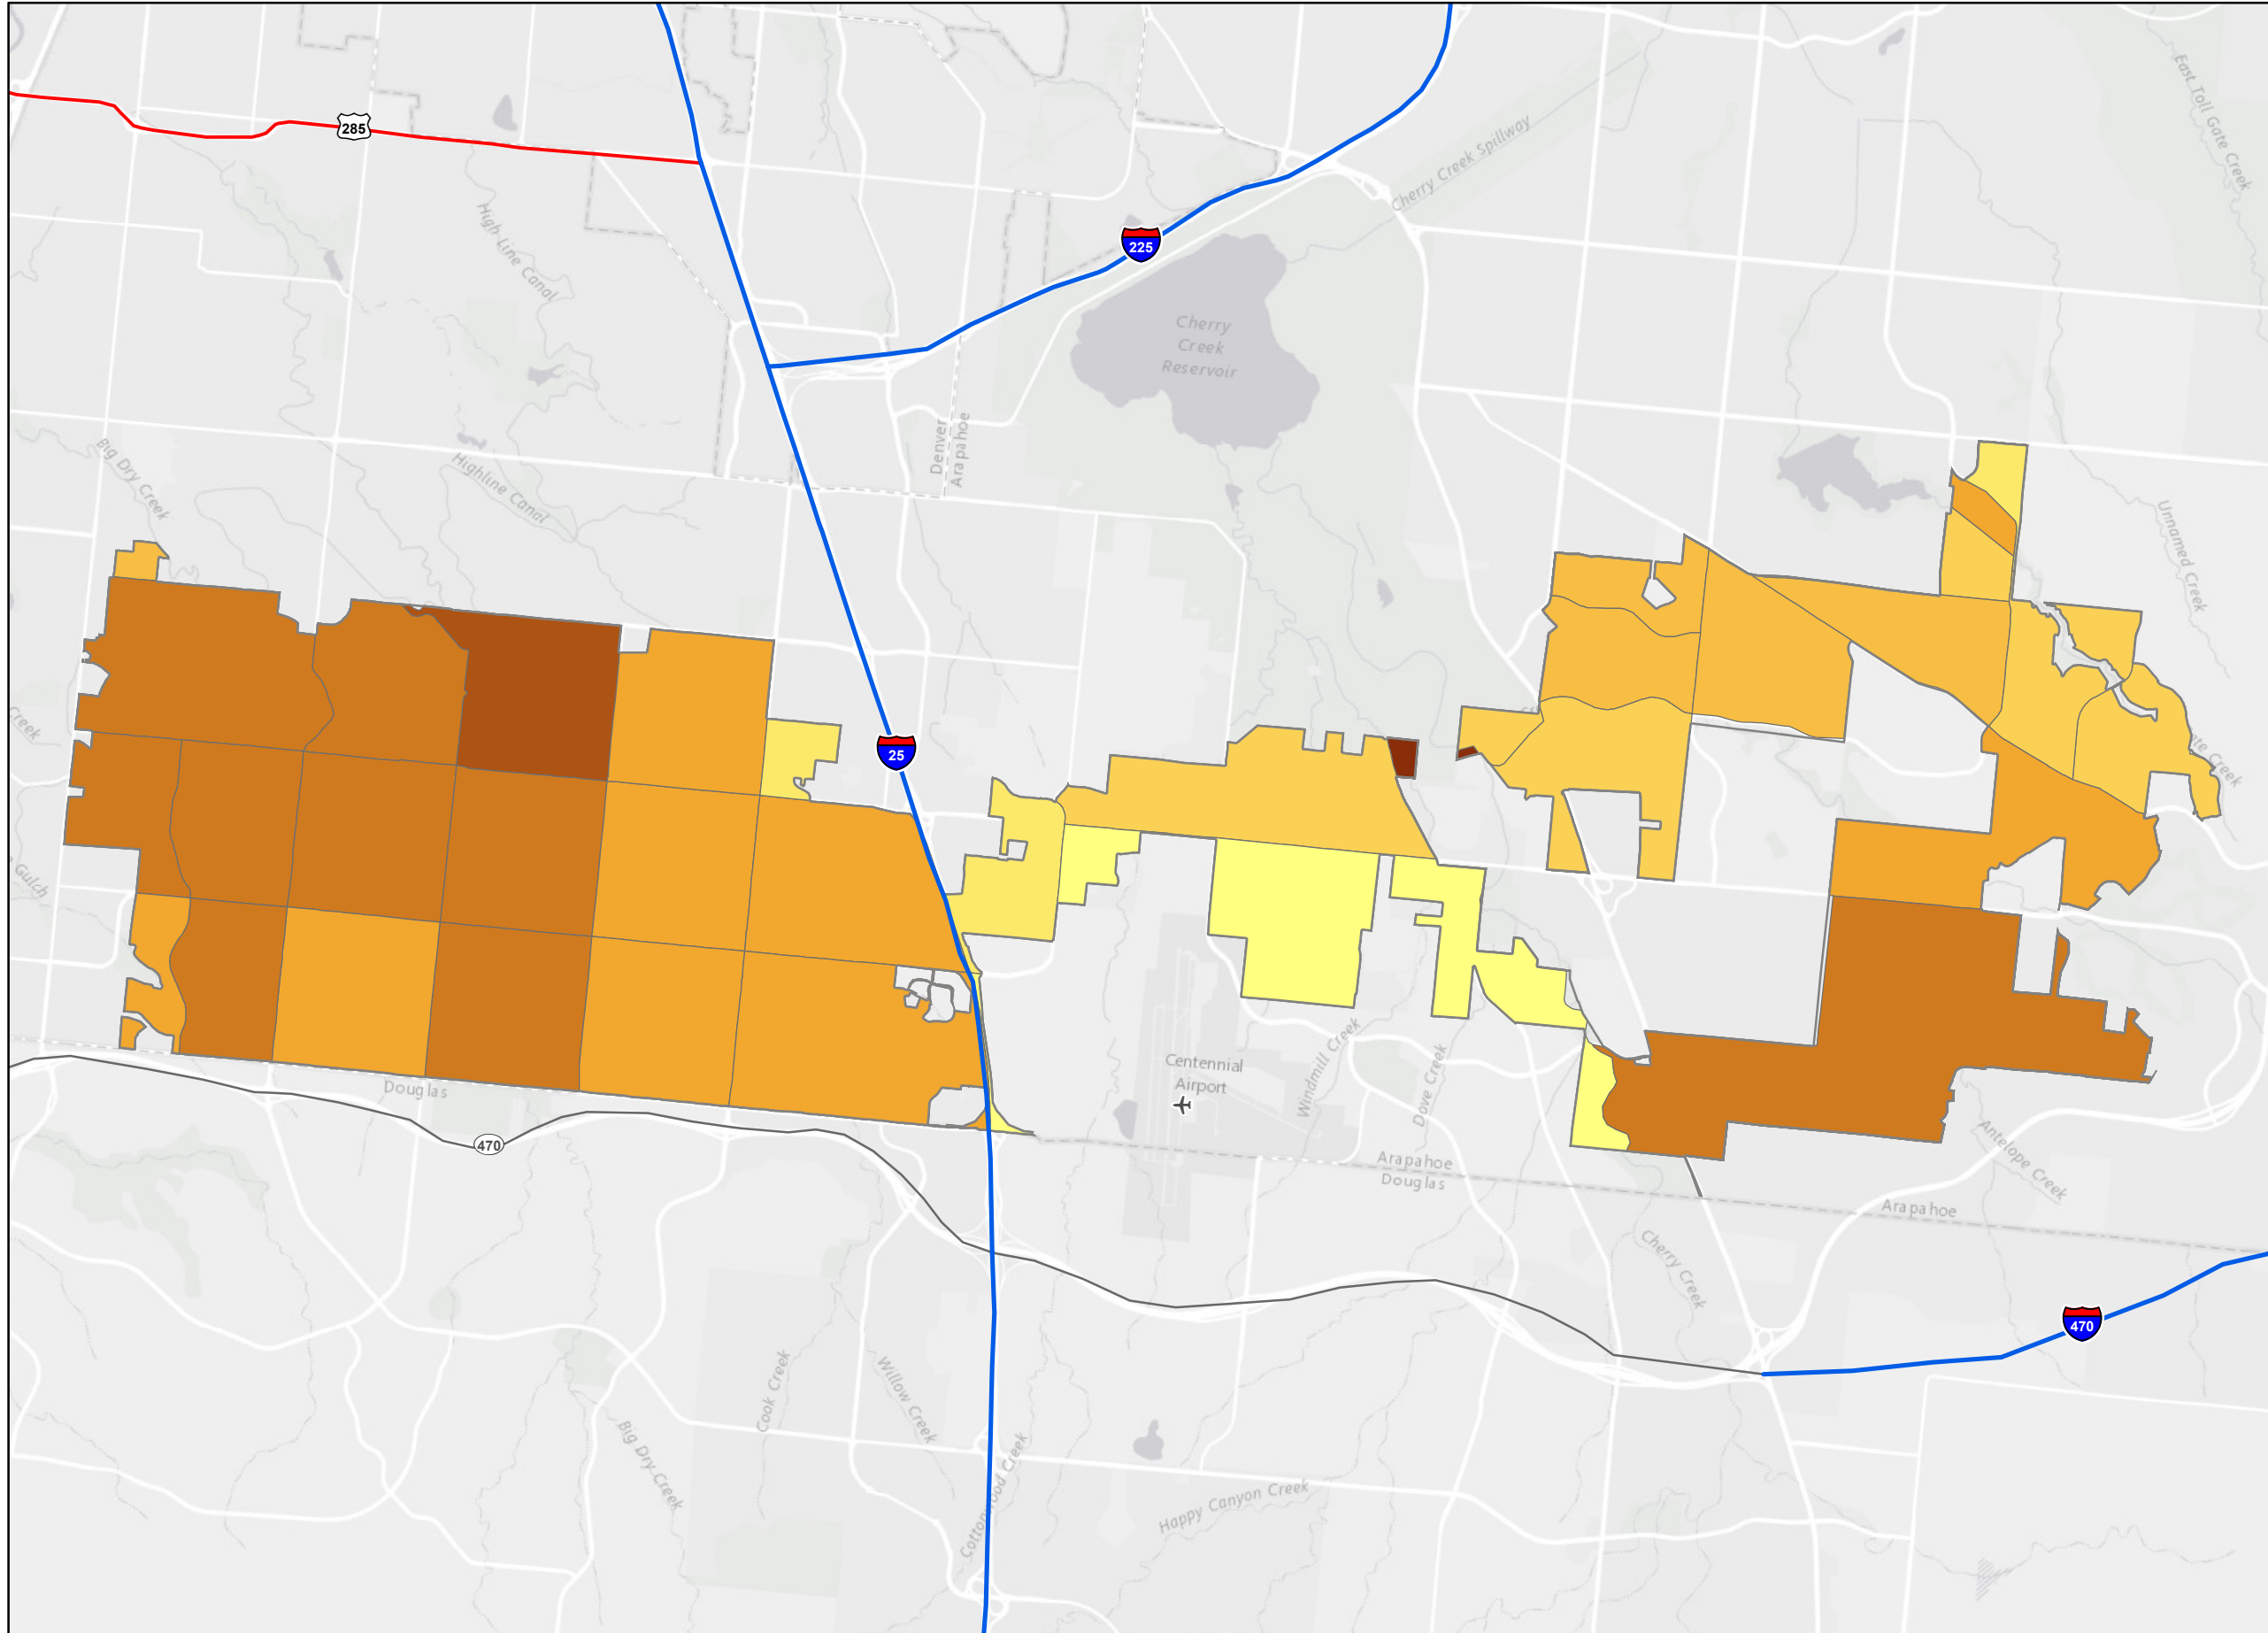 East Toll Gate Creek
285
Cherry Creek Spillway
High Line Canal
225
Cherry
Creek
Reservoir
Denver
Arapahoe
Big Dry Creek
Highline Canal
Unnamed Creek
Creek
25
Creek
Gulch
Centennial
Airport
Windmill Creek
Dove Creek
Douglas
470
Arapahoe
Douglas
Antelope Creek
Arapahoe
Cherry Creek
470
Cook Creek
Willow Creek
Big Dry Creek
Cottonwood Creek
Happy Canyon Creek